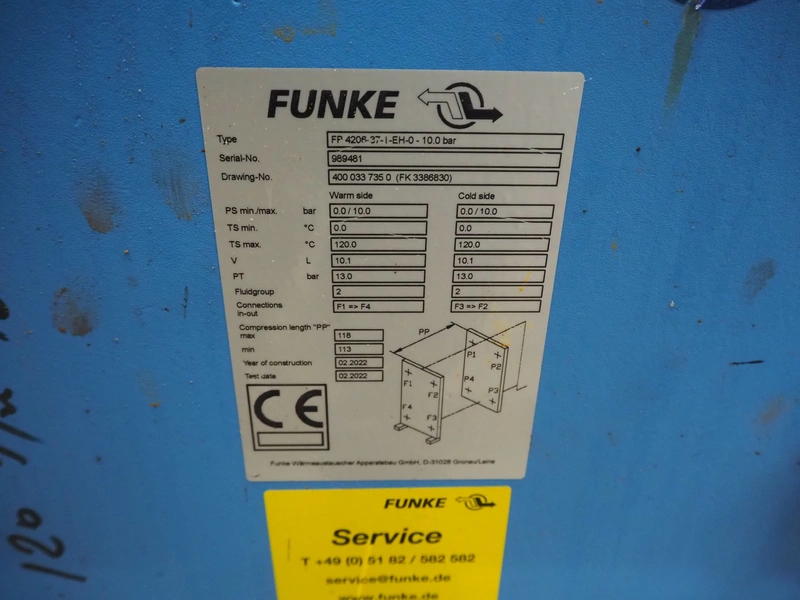 FUNKE
Type FP 4206-37-1-EH-0 - 10.0 bar
Serial-No. 989481
Drawing-No. 400 033 735 0 (FK 3386830)
Warm side Cold side
PS min./max. bar 0.0 / 10.0 0.0 / 10.0
TS min. °C 0.0 0.0
TS max. °C 120.0 120.0
V L 10.1 10.1
PT bar 13.0 13.0
Fluidgroup 2 2
Connections in-out F1 => F4 F3 => F2
Compression length "PP"
max 118
min 113
Year of construction 02.2022
Test date 02.2022
PP
P1
P2
P4
P3
F1
F2
F4
F3
CE
Funke Wärmeaustauscher Apparatebau GmbH, D-31028 Gronau/Leine
FUNKE
Service
T +49 (0) 51 82 / 582 582
service@funke.de
www.funke.de